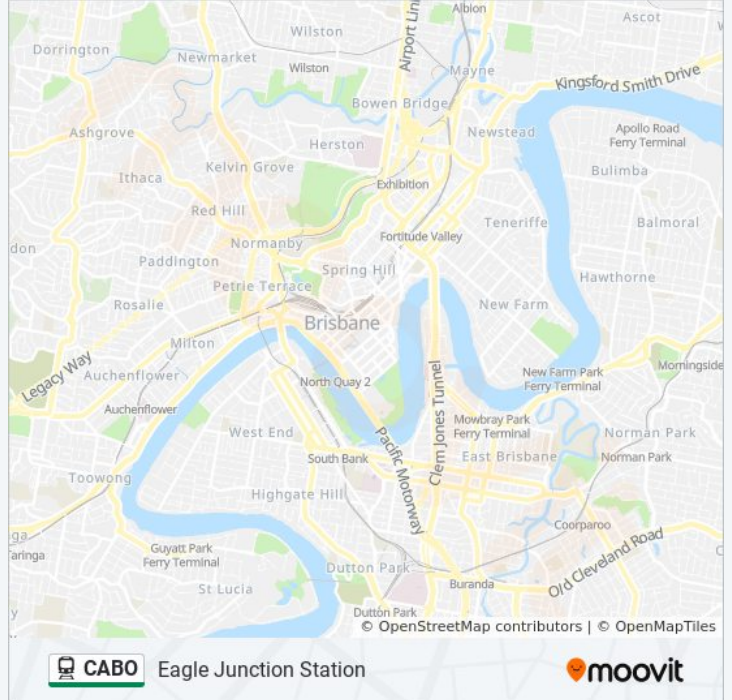 Albion
Ascot
Wilston
Dorrington
Newmarket
Airport Lin
Wilston
Mayne
Kingsford Smith Drive
Bowen Bridge
Ashgrove
Newstead
Apollo Road
Ferry Terminal
Herston
Kelvin Grove
Bulimba
Ithaca
Exhibition
Red Hill
Teneriffe
Balmoral
Fortitude Valley
Normanby
don
Paddington
Spring Hill
Hawthorne
Petrie Terrace
Rosalie
New Farm
Brisbane
Milton
Legacy Way
Auchenflower
Morningside
New Farm Park
Ferry Terminal
North Quay 2
Clem Jones Tunnel
Auchenflower
Mowbray Park
Ferry Terminal
West End
Pacific Motorway
Norman Park
South Bank
East Brisbane
Norman Park
Toowong
Highgate Hill
Coorparoo
ga
Taringa
Guyatt Park
Ferry Terminal
Old Cleveland Road
C
Dutton Park
St Lucia
Buranda
y
Dutton Park
© OpenStreetMap contributors | © OpenMapTiles
CABO Eagle Junction Station moovit